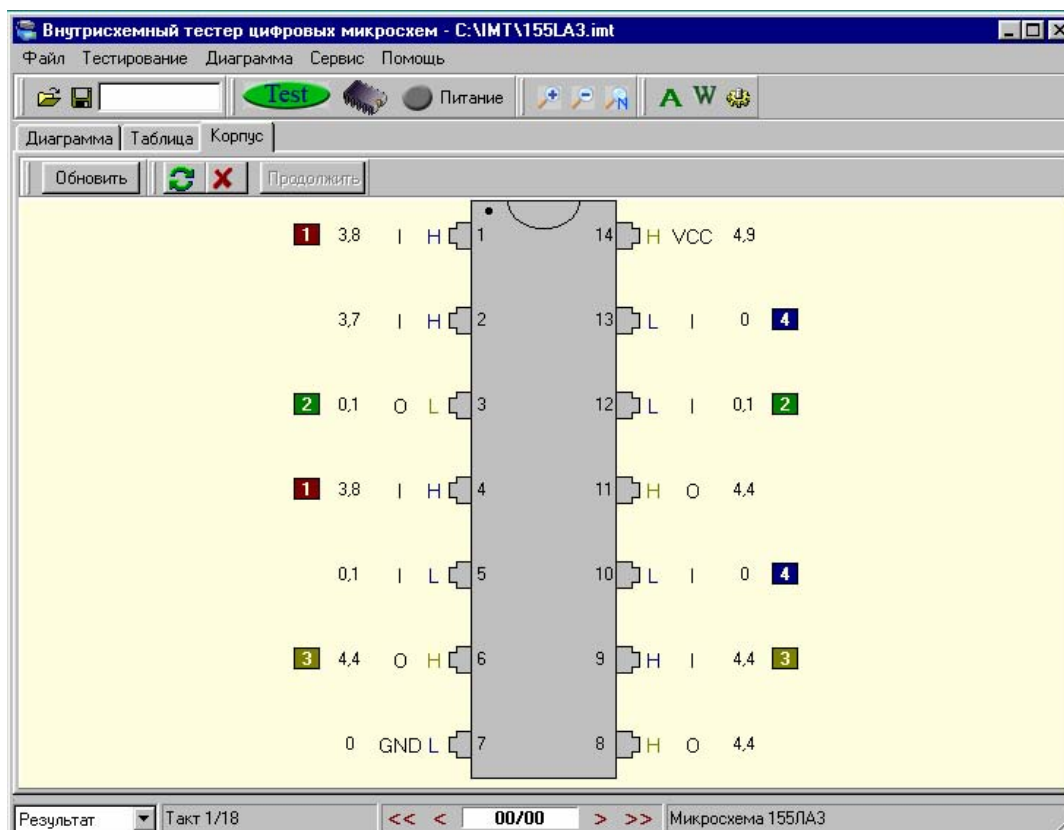 Внутрисхемный тестер цифровых микросхем - C:\IMT\155LA3.imt
Файл Тестирование Диаграмма Сервис Помощь
Test Питание N A W
Диаграмма Таблица Корпус
Обновить Продолжить
1 3,8 I H 1 14 H VCC 4,9
3,7 I H 2 13 L I 0 4
2 0,1 O L 3 12 L I 0,1 2
1 3,8 I H 4 11 H O 4,4
0,1 I L 5 10 L I 0 4
3 4,4 O H 6 9 H I 4,4 3
0 GND L 7 8 H O 4,4
Результат Такт 1/18 << < 00/00 > >> Микросхема 155ЛА3